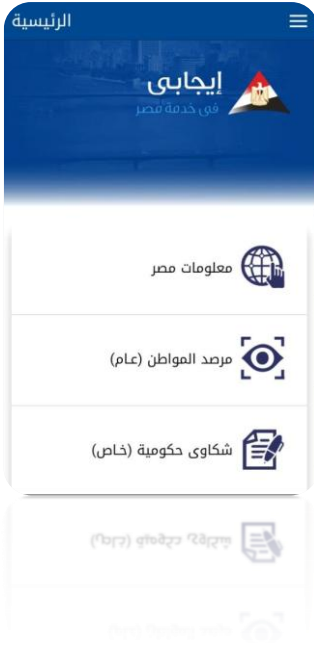 الرئيسية
إيجابى
فى خدمة مصر
معلومات مصر
مرصد المواطن (عام)
شكاوى حكومية (خاص)